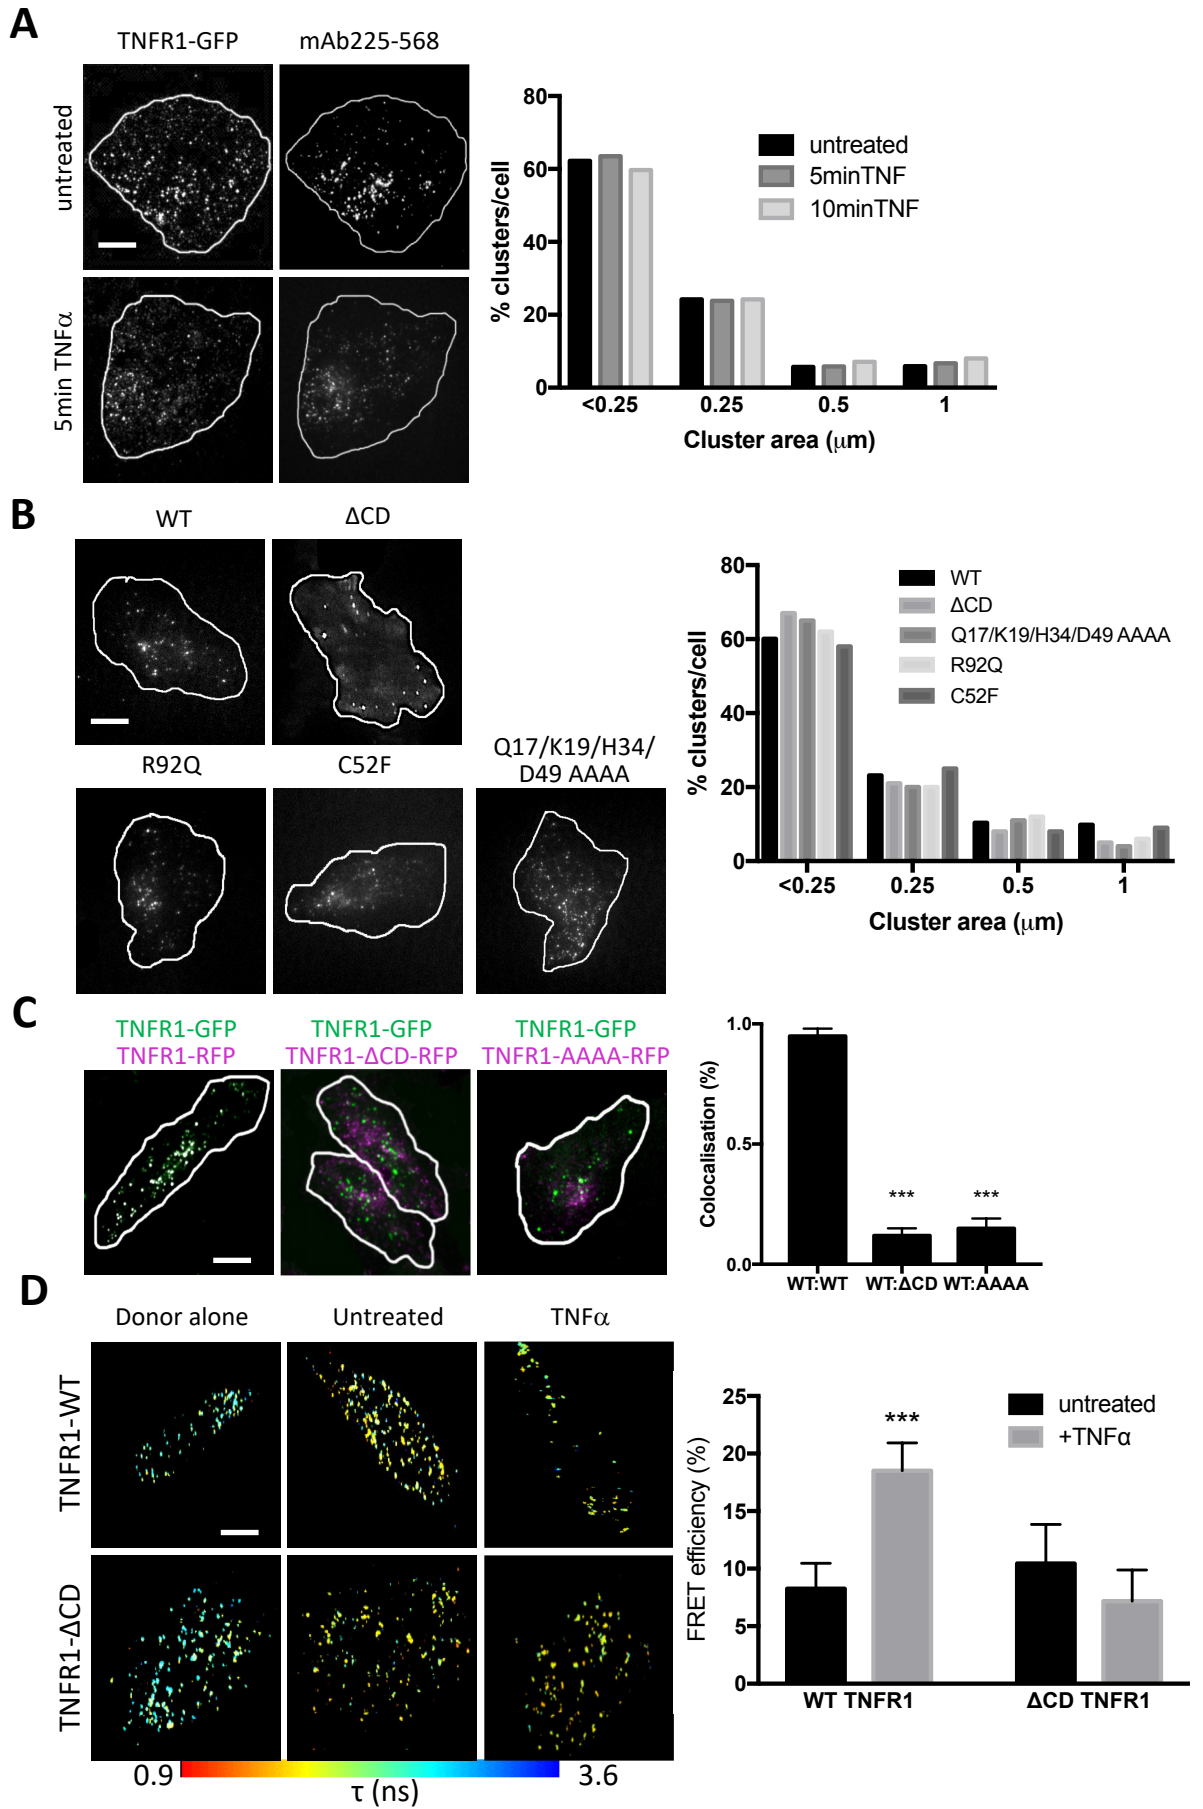 A
TNFR1-GFP
mAb225-568
untreated
5min TNFα
80
60
40
20
0
% clusters/cell
untreated
5minTNF
10minTNF
<0.25
0.25
0.5
1
Cluster area (μm)
B
WT
ΔCD
R92Q
C52F
Q17/K19/H34/
D49 AAAA
80
60
40
20
0
% clusters/cell
WT
ΔCD
Q17/K19/H34/D49 AAAA
R92Q
C52F
<0.25
0.25
0.5
1
Cluster area (μm)
C
TNFR1-GFP
TNFR1-RFP
TNFR1-GFP
TNFR1-ΔCD-RFP
TNFR1-GFP
TNFR1-AAAA-RFP
1.0
0.5
0.0
Colocalisation (%)
***
***
WT:WT
WT:ΔCD
WT:AAAA
D
Donor alone
Untreated
TNFα
TNFR1-WT
TNFR1-ΔCD
0.9
3.6
τ (ns)
25
20
15
10
5
0
FRET efficiency (%)
untreated
+TNFα
***
WT TNFR1
ΔCD TNFR1